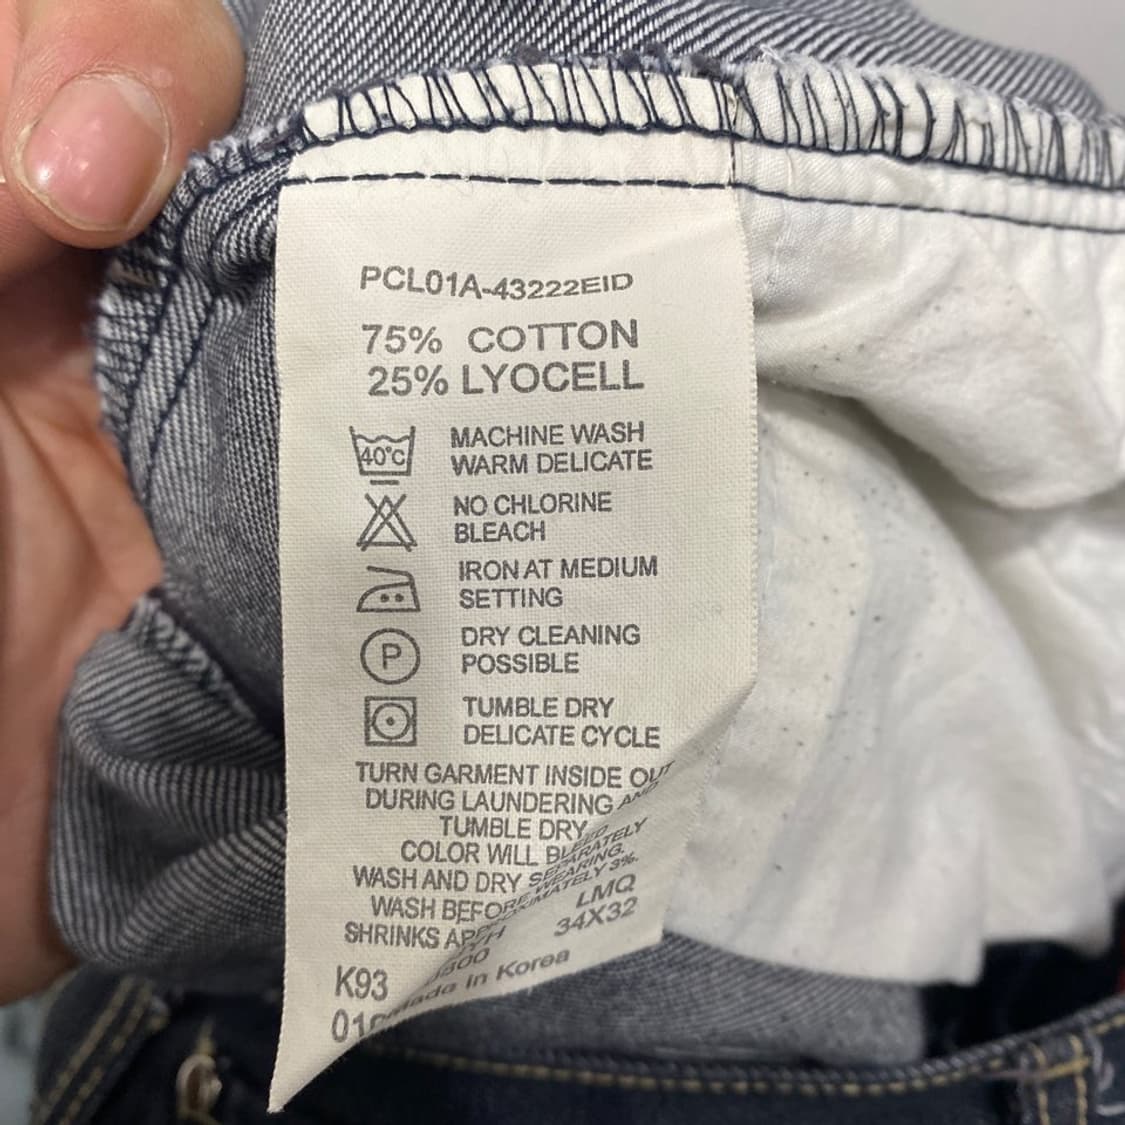 PCL01A-43222EID
75% COTTON
25% LYOCELL
40°C
MACHINE WASH
WARM DELICATE
NO CHLORINE
BLEACH
IRON AT MEDIUM
SETTING
P
DRY CLEANING
POSSIBLE
TUMBLE DRY
DELICATE CYCLE
TURN GARMENT INSIDE OUT
DURING LAUNDERING AND
TUMBLE DRY
COLOR WILL BLEED
WASH AND DRY SEPARATELY
WASH BEFORE WEARING.
SHRINKS APPROXIMATELY 3%.
LMQ
34X32
K93
Made in Korea